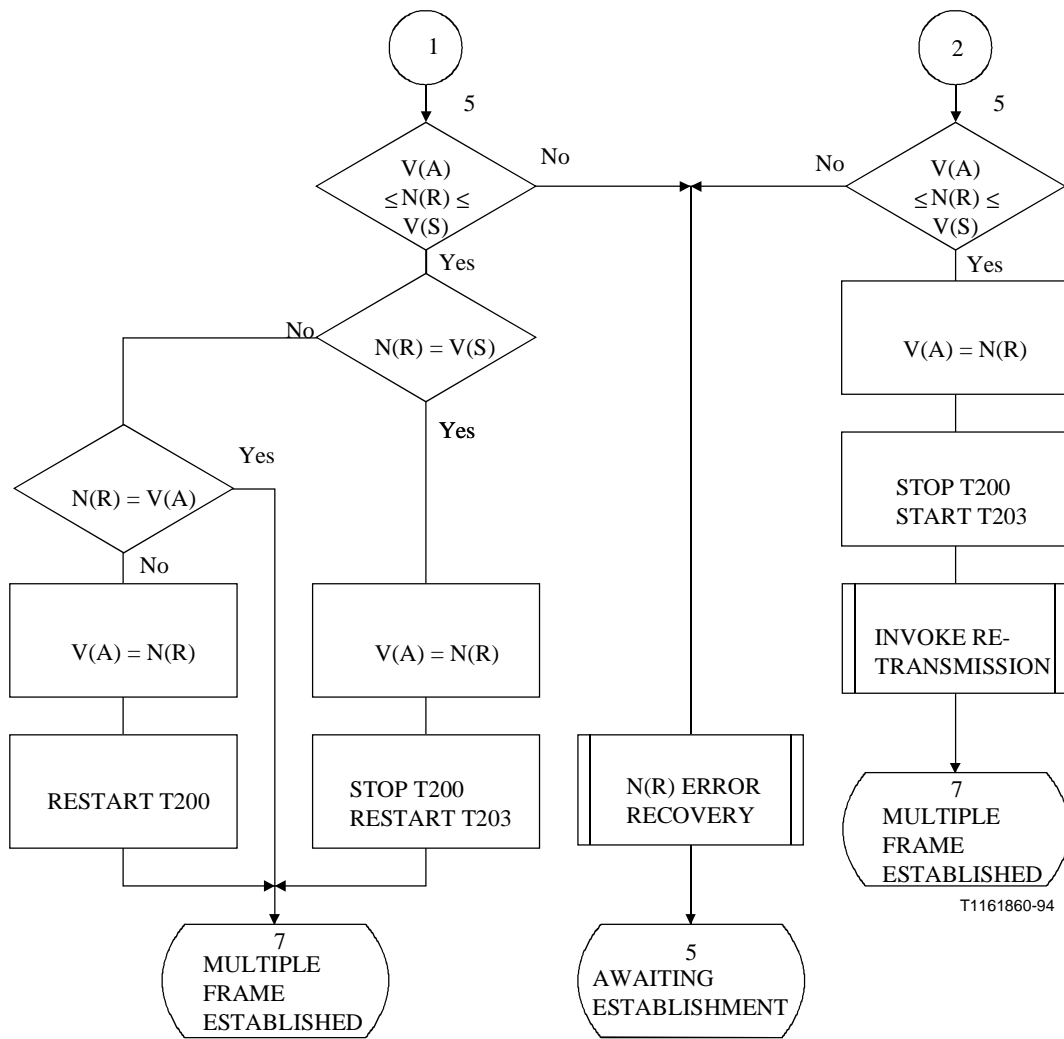 1
2
5
5
V(A)
≤ N(R) ≤
V(S)
No
No
V(A)
≤ N(R) ≤
V(S)
Yes
Yes
No
N(R) = V(S)
V(A) = N(R)
Yes
Yes
N(R) = V(A)
STOP T200
START T203
No
V(A) = N(R)
V(A) = N(R)
INVOKE RE-
TRANSMISSION
RESTART T200
STOP T200
RESTART T203
N(R) ERROR
RECOVERY
7
MULTIPLE
FRAME
ESTABLISHED
T1161860-94
7
MULTIPLE
FRAME
ESTABLISHED
5
AWAITING
ESTABLISHMENT